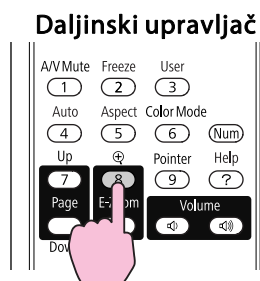 Daljinski upravljač
A/V Mute Freeze User
1 2 3
Auto Aspect Color Mode
4 5 6 Num
Up Pointer Help
7 8 9 ?
Page Volume